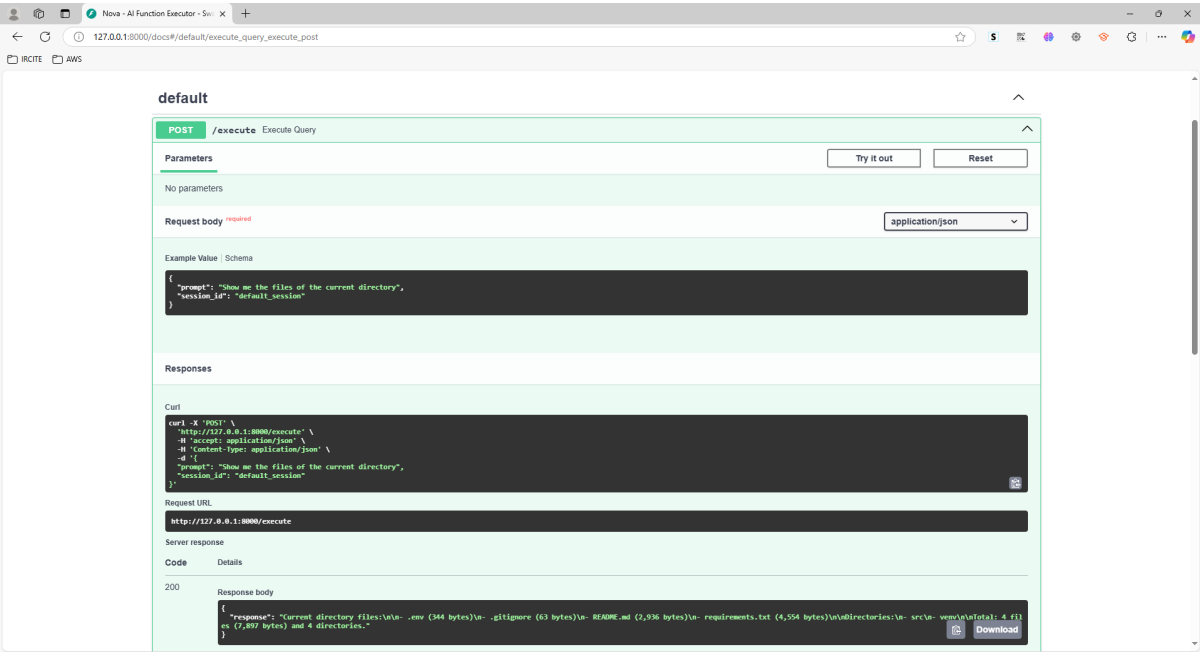 Nova - AI Function Executor - Sw
127.0.0.1:8000/docs#/default/execute_query_execute_post
IRCITE AWS
default
POST /execute Execute Query
Parameters Try it out Reset
No parameters
Request body required application/json
Example Value | Schema
{
"prompt": "Show me the files of the current directory",
"session_id": "default_session"
}
Responses
Curl
curl -X 'POST' \
'http://127.0.0.1:8000/execute' \
-H 'accept: application/json' \
-H 'Content-Type: application/json' \
-d '{
"prompt": "Show me the files of the current directory",
"session_id": "default_session"
}'
Request URL
http://127.0.0.1:8000/execute
Server response
Code Details
200
Response body
{
"response": "Current directory files:\n\n- .env (344 bytes)\n- .gitignore (63 bytes)\n- README.md (2,936 bytes)\n- requirements.txt (4,554 bytes)\n\nDirectories:\n- src\n- venv\n\nTotal: 4 fil
es (7,897 bytes) and 4 directories."
}
Download